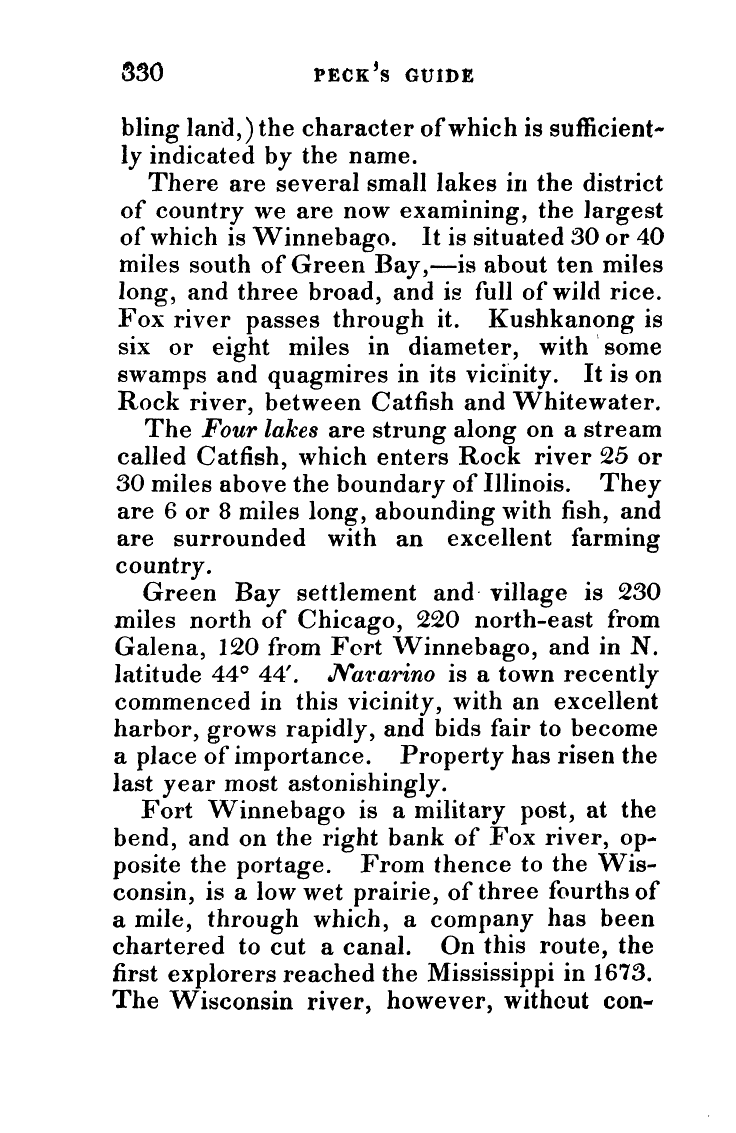 330 PECK'S GUIDE
bling land,) the character of which is sufficient-
ly indicated by the name.
There are several small lakes in the district
of country we are now examining, the largest
of which is Winnebago. It is situated 30 or 40
miles south of Green Bay,—is about ten miles
long, and three broad, and is full of wild rice.
Fox river passes through it. Kushkanong is
six or eight miles in diameter, with some
swamps and quagmires in its vicinity. It is on
Rock river, between Catfish and Whitewater.
The Four lakes are strung along on a stream
called Catfish, which enters Rock river 25 or
30 miles above the boundary of Illinois. They
are 6 or 8 miles long, abounding with fish, and
are surrounded with an excellent farming
country.
Green Bay settlement and village is 230
miles north of Chicago, 220 north-east from
Galena, 120 from Fort Winnebago, and in N.
latitude 44° 44′. Navarino is a town recently
commenced in this vicinity, with an excellent
harbor, grows rapidly, and bids fair to become
a place of importance. Property has risen the
last year most astonishingly.
Fort Winnebago is a military post, at the
bend, and on the right bank of Fox river, op-
posite the portage. From thence to the Wis-
consin, is a low wet prairie, of three fourths of
a mile, through which, a company has been
chartered to cut a canal. On this route, the
first explorers reached the Mississippi in 1673.
The Wisconsin river, however, without con-